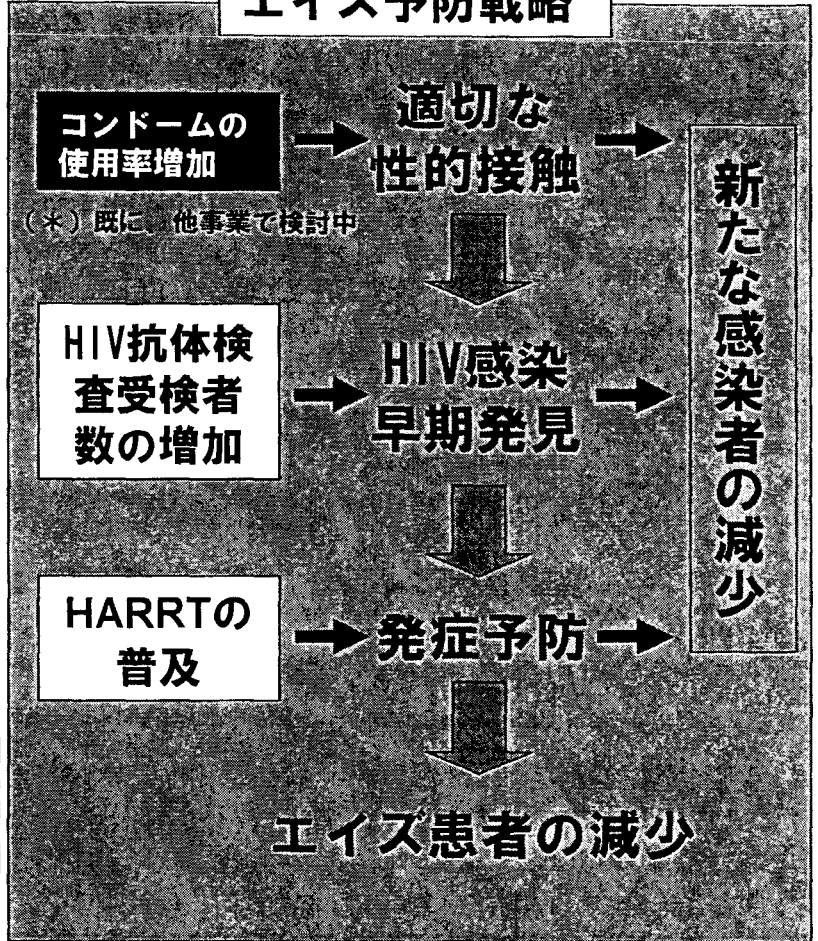 エイズ予防戦略
コンドームの
使用率増加
適切な
性的接触
(*)既に、他事業で検討中
HIV抗体検
査受検者
数の増加
HIV感染
早期発見
HARRTの
普及
発症予防
エイズ患者の減少
新たな感染者の減少